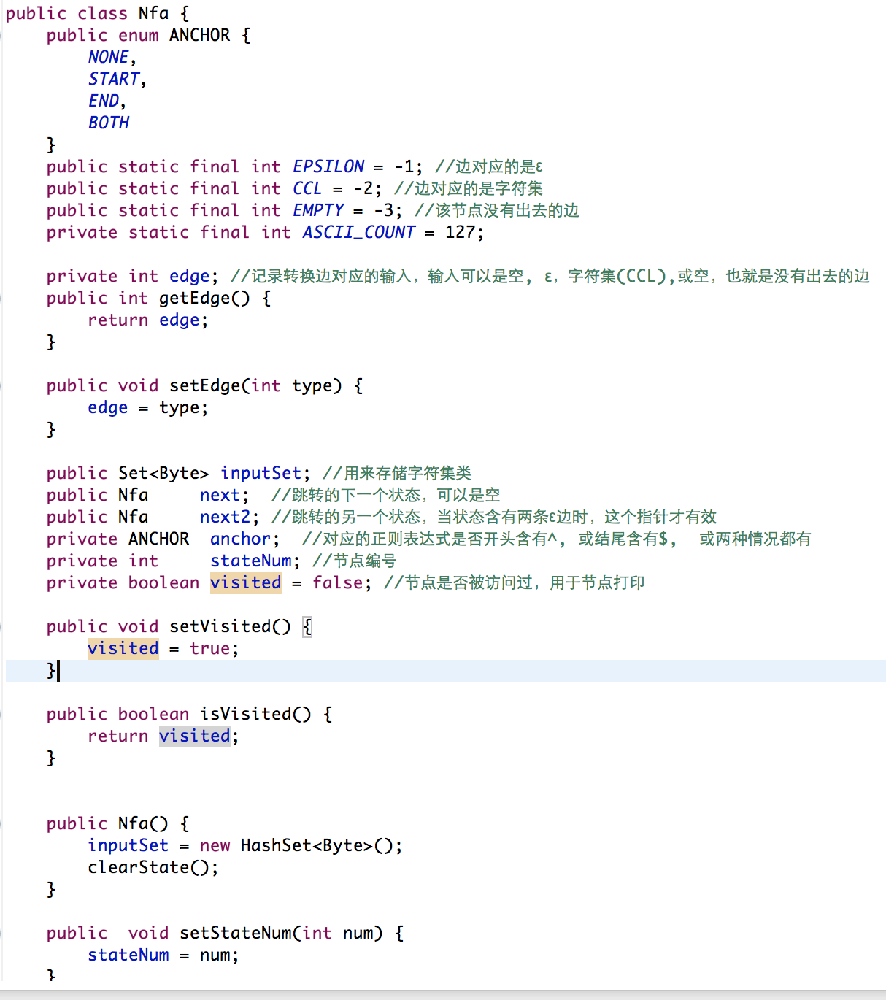 public class Nfa {
    public enum ANCHOR {
        NONE,
        START,
        END,
        BOTH
    }
    public static final int EPSILON = -1; //边对应的是ε
    public static final int CCL = -2; //边对应的是字符集
    public static final int EMPTY = -3; //该节点没有出去的边
    private static final int ASCII_COUNT = 127;
    private int edge; //记录转换边对应的输入，输入可以是空, ε，字符集(CCL),或空，也就是没有出去的边
    public int getEdge() {
        return edge;
    }
    public void setEdge(int type) {
        edge = type;
    }
    public Set<Byte> inputSet; //用来存储字符集类
    public Nfa     next;  //跳转的下一个状态，可以是空
    public Nfa     next2; //跳转的另一个状态，当状态含有两条ε边时，这个指针才有效
    private ANCHOR  anchor;  //对应的正则表达式是否开头含有^, 或结尾含有$,  或两种情况都有
    private int     stateNum; //节点编号
    private boolean visited = false; //节点是否被访问过，用于节点打印
    public void setVisited() {
        visited = true;
    }
    public boolean isVisited() {
        return visited;
    }
    public Nfa() {
        inputSet = new HashSet<Byte>();
        clearState();
    }
    public  void setStateNum(int num) {
        stateNum = num;
    }